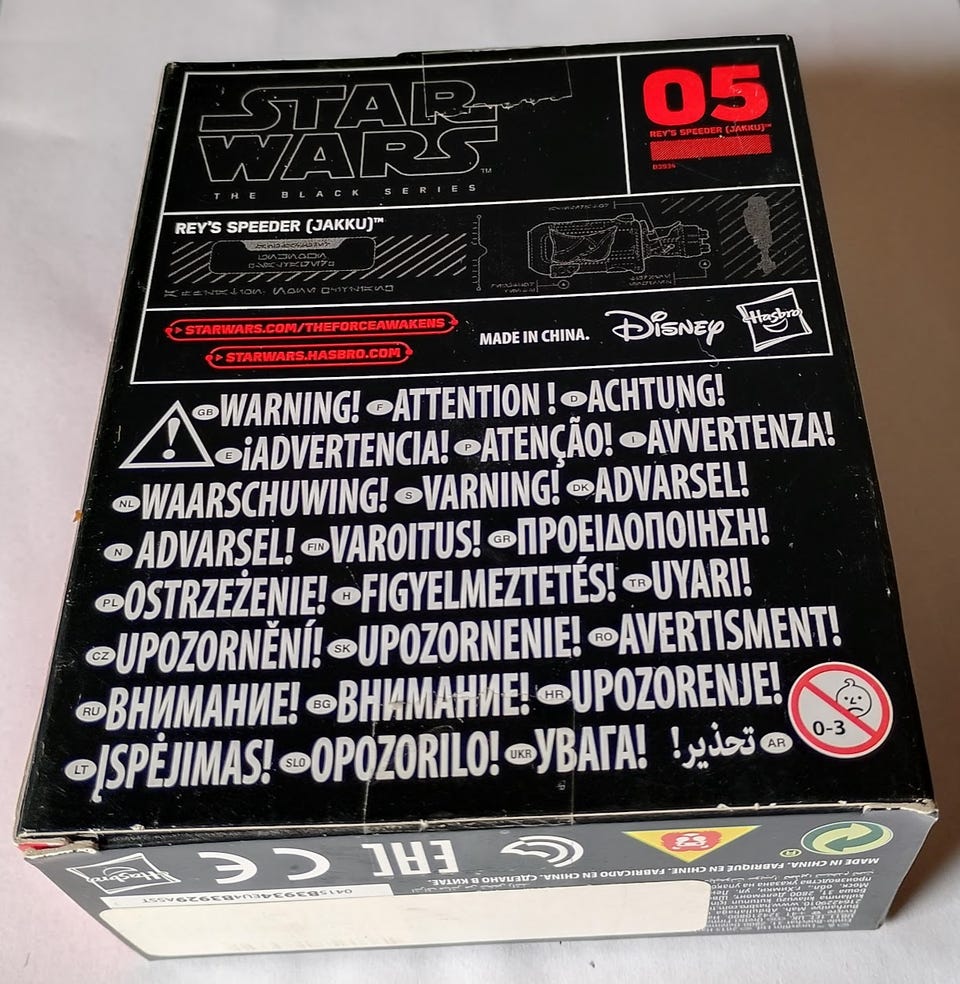 STAR
WARS™
THE BLACK SERIES
05
REY'S SPEEDER (JAKKU)™
B3934
REY'S SPEEDER (JAKKU)™
STARWARS.COM/THEFORCEAWAKENS
STARWARS.HASBRO.COM
MADE IN CHINA.
Disney
Hasbro
GB WARNING! F ATTENTION ! D ACHTUNG!
E ¡ADVERTENCIA! P ATENÇÃO! I AVVERTENZA!
NL WAARSCHUWING! S VARNING! DK ADVARSEL!
N ADVARSEL! FIN VAROITUS! GR ΠΡΟΕΙΔΟΠΟΙΗΣΗ!
PL OSTRZEŻENIE! H FIGYELMEZTETÉS! TR UYARI!
CZ UPOZORNĚNÍ! SK UPOZORNENIE! RO AVERTISMENT!
RU ВНИМАНИЕ! BG ВНИМАНИЕ! HR UPOZORENJE!
LT ĮSPĖJIMAS! SLO OPOZORILO! UKR УВАГА! AR تحذير!
0-3
MADE IN CHINA. FABRIQUÉ EN CHINE. FABRICADO EN CHINA. СДЕЛАНО В КИТАЕ.
EAC
CE
Hasbro
0415B3934EU4B3929ASST